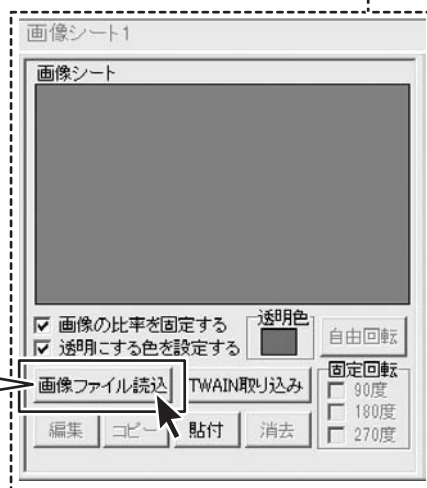 画像シート1
画像シート
画像の比率を固定する
透明にする色を設定する
透明色
自由回転
画像ファイル読込
TWAIN取り込み
固定回転
90度
180度
270度
編集
コピー
貼付
消去